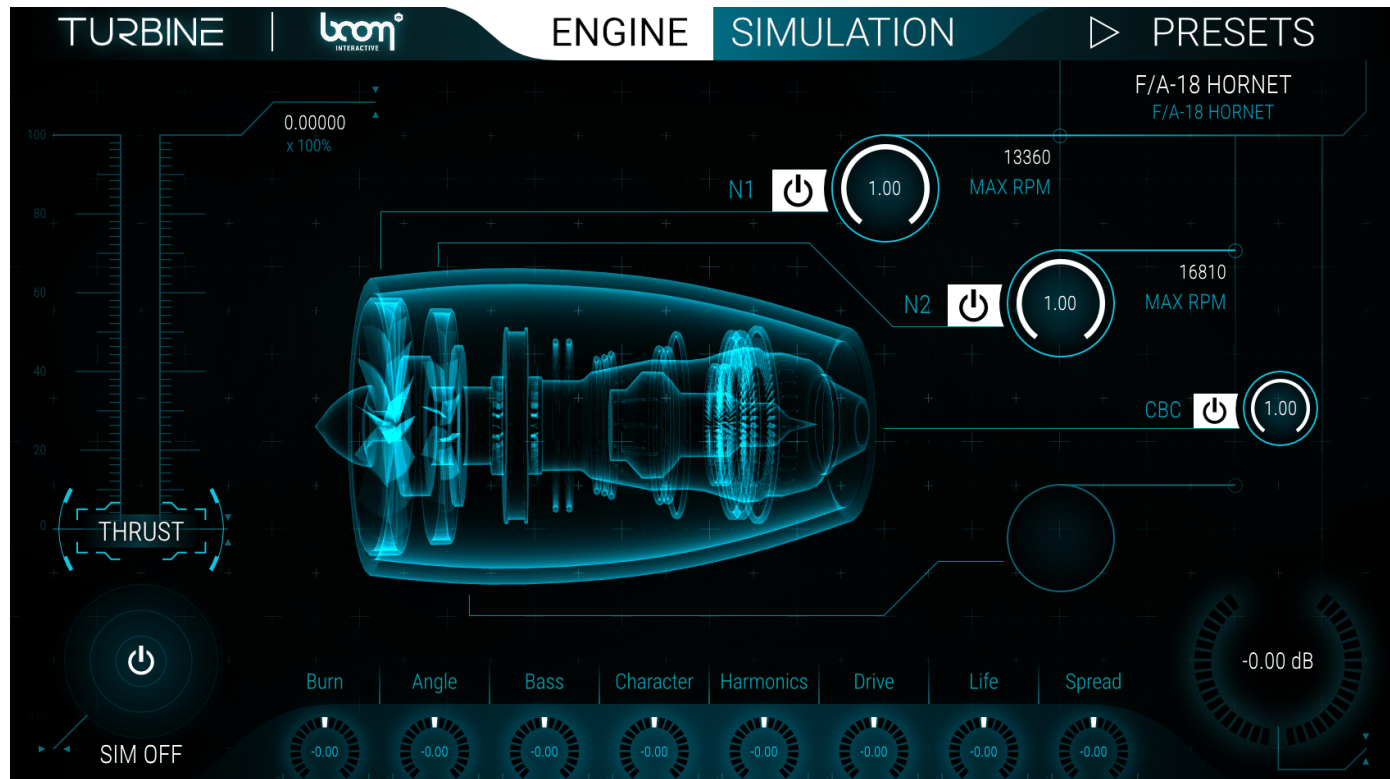 TURBINE
boom
INTERACTIVE
ENGINE
SIMULATION
PRESETS
F/A-18 HORNET
F/A-18 HORNET
0.00000
x 100%
100
80
60
40
20
0
THRUST
SIM OFF
N1
1.00
13360
MAX RPM
N2
1.00
16810
MAX RPM
CBC
1.00
Burn
Angle
Bass
Character
Harmonics
Drive
Life
Spread
-0.00
-0.00
-0.00
-0.00
-0.00
-0.00
-0.00
-0.00
-0.00 dB